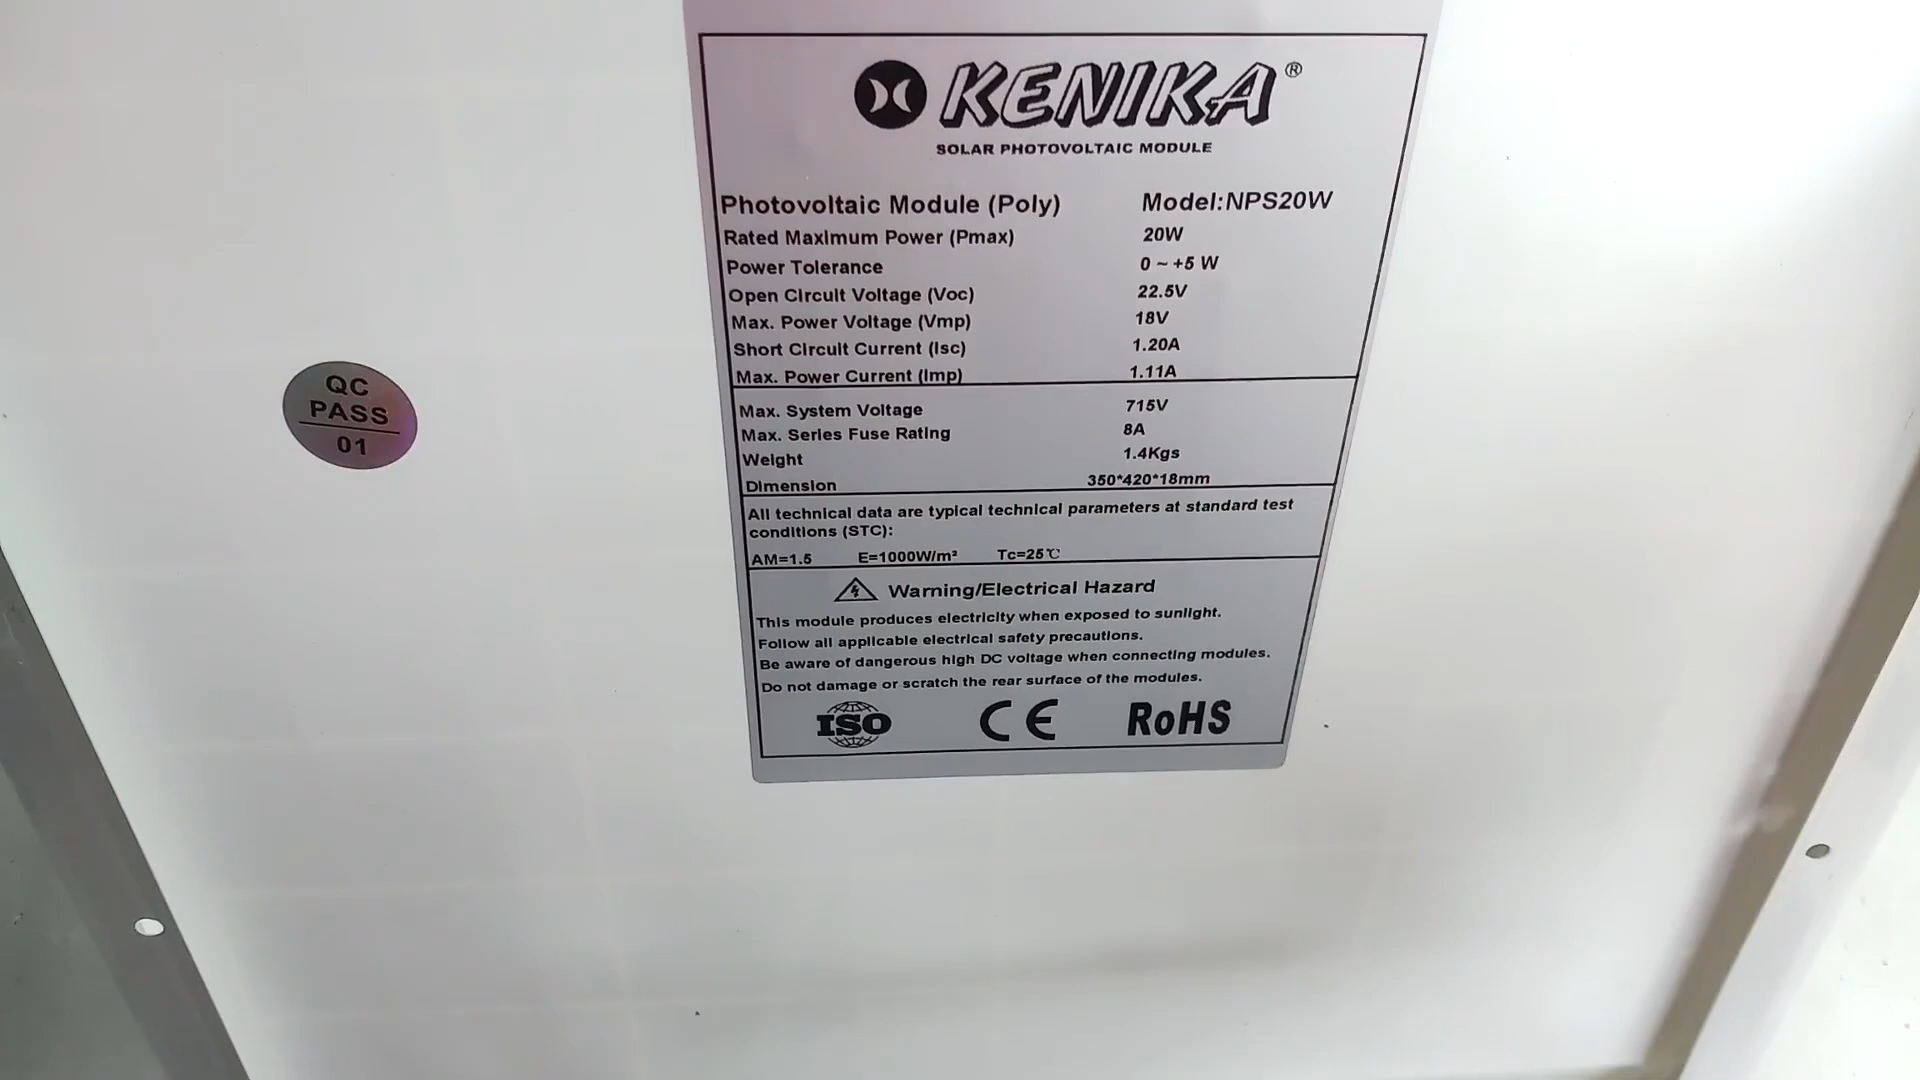 KENIKA®
SOLAR PHOTOVOLTAIC MODULE
Photovoltaic Module (Poly) Model:NPS20W
Rated Maximum Power (Pmax) 20W
Power Tolerance 0 ~ +5 W
Open Circuit Voltage (Voc) 22.5V
Max. Power Voltage (Vmp) 18V
Short Circuit Current (Isc) 1.20A
Max. Power Current (Imp) 1.11A
Max. System Voltage 715V
Max. Series Fuse Rating 8A
Weight 1.4Kgs
Dimension 350*420*18mm
All technical data are typical technical parameters at standard test
conditions (STC):
AM=1.5 E=1000W/m² Tc=25℃
Warning/Electrical Hazard
This module produces electricity when exposed to sunlight.
Follow all applicable electrical safety precautions.
Be aware of dangerous high DC voltage when connecting modules.
Do not damage or scratch the rear surface of the modules.
ISO CE RoHS
QC
PASS
01